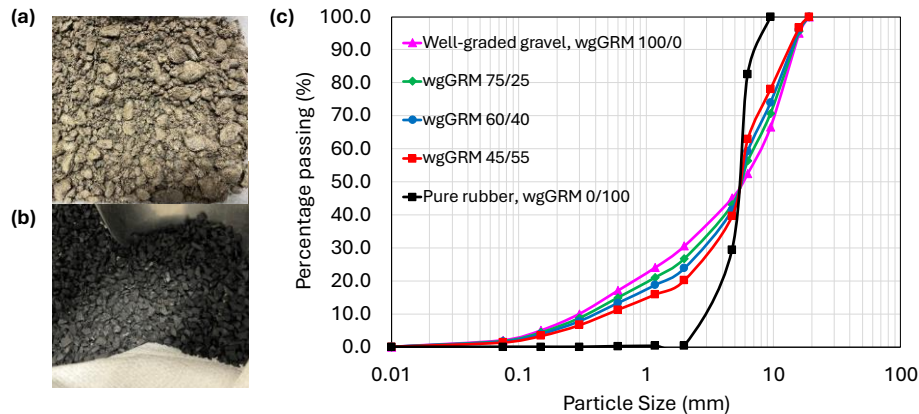 (a)
(b)
(c)
Percentage passing (%)
100.0
90.0
80.0
70.0
60.0
50.0
40.0
30.0
20.0
10.0
0.0
Well-graded gravel, wgGRM 100/0
wgGRM 75/25
wgGRM 60/40
wgGRM 45/55
Pure rubber, wgGRM 0/100
0.01 0.1 1 10 100
Particle Size (mm)